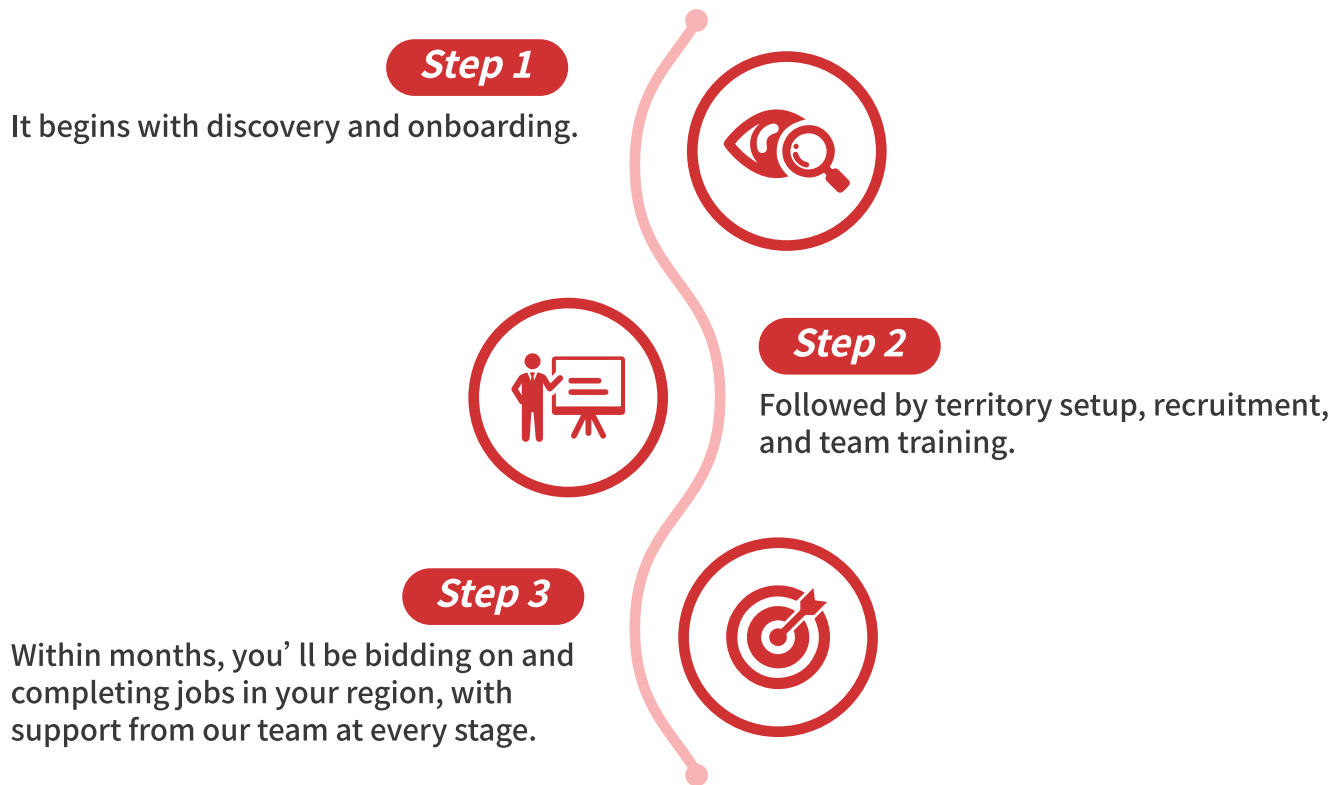 Step 1
It begins with discovery and onboarding.
Step 2
Followed by territory setup, recruitment,
and team training.
Step 3
Within months, you’ ll be bidding on and
completing jobs in your region, with
support from our team at every stage.